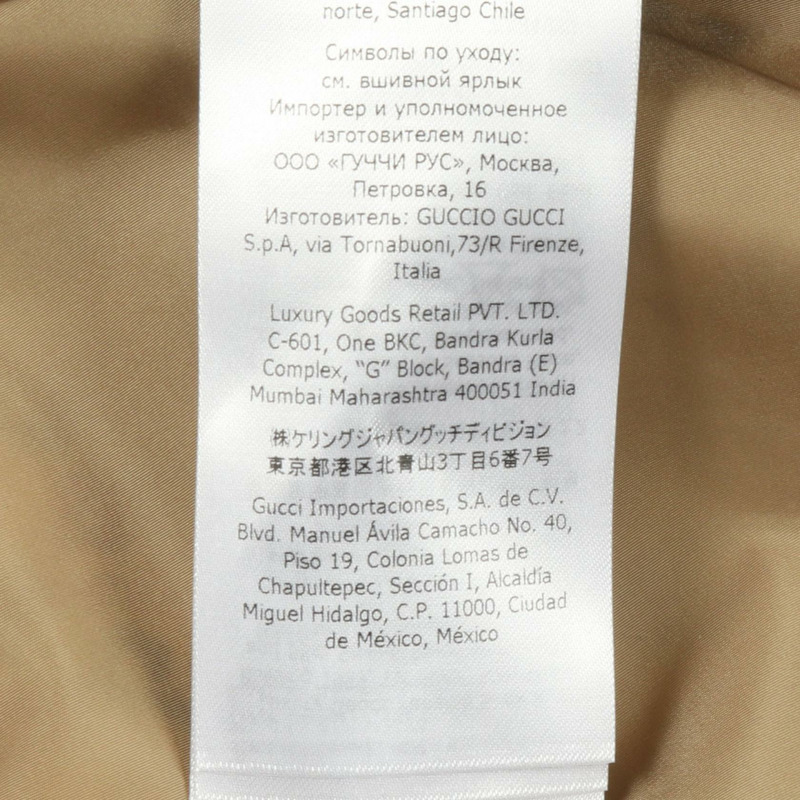 norte, Santiago Chile
Символы по уходу:
см. вшивной ярлык
Импортер и уполномоченное
изготовителем лицо:
ООО «ГУЧЧИ РУС», Москва,
Петровка, 16
Изготовитель: GUCCIO GUCCI
S.p.A, via Tornabuoni,73/R Firenze,
Italia
Luxury Goods Retail PVT. LTD.
C-601, One BKC, Bandra Kurla
Complex, “G” Block, Bandra (E)
Mumbai Maharashtra 400051 India
㈱ケリングジャパングッチディビジョン
東京都港区北青山3丁目6番7号
Gucci Importaciones, S.A. de C.V.
Blvd. Manuel Ávila Camacho No. 40,
Piso 19, Colonia Lomas de
Chapultepec, Sección I, Alcaldía
Miguel Hidalgo, C.P. 11000, Ciudad
de México, México